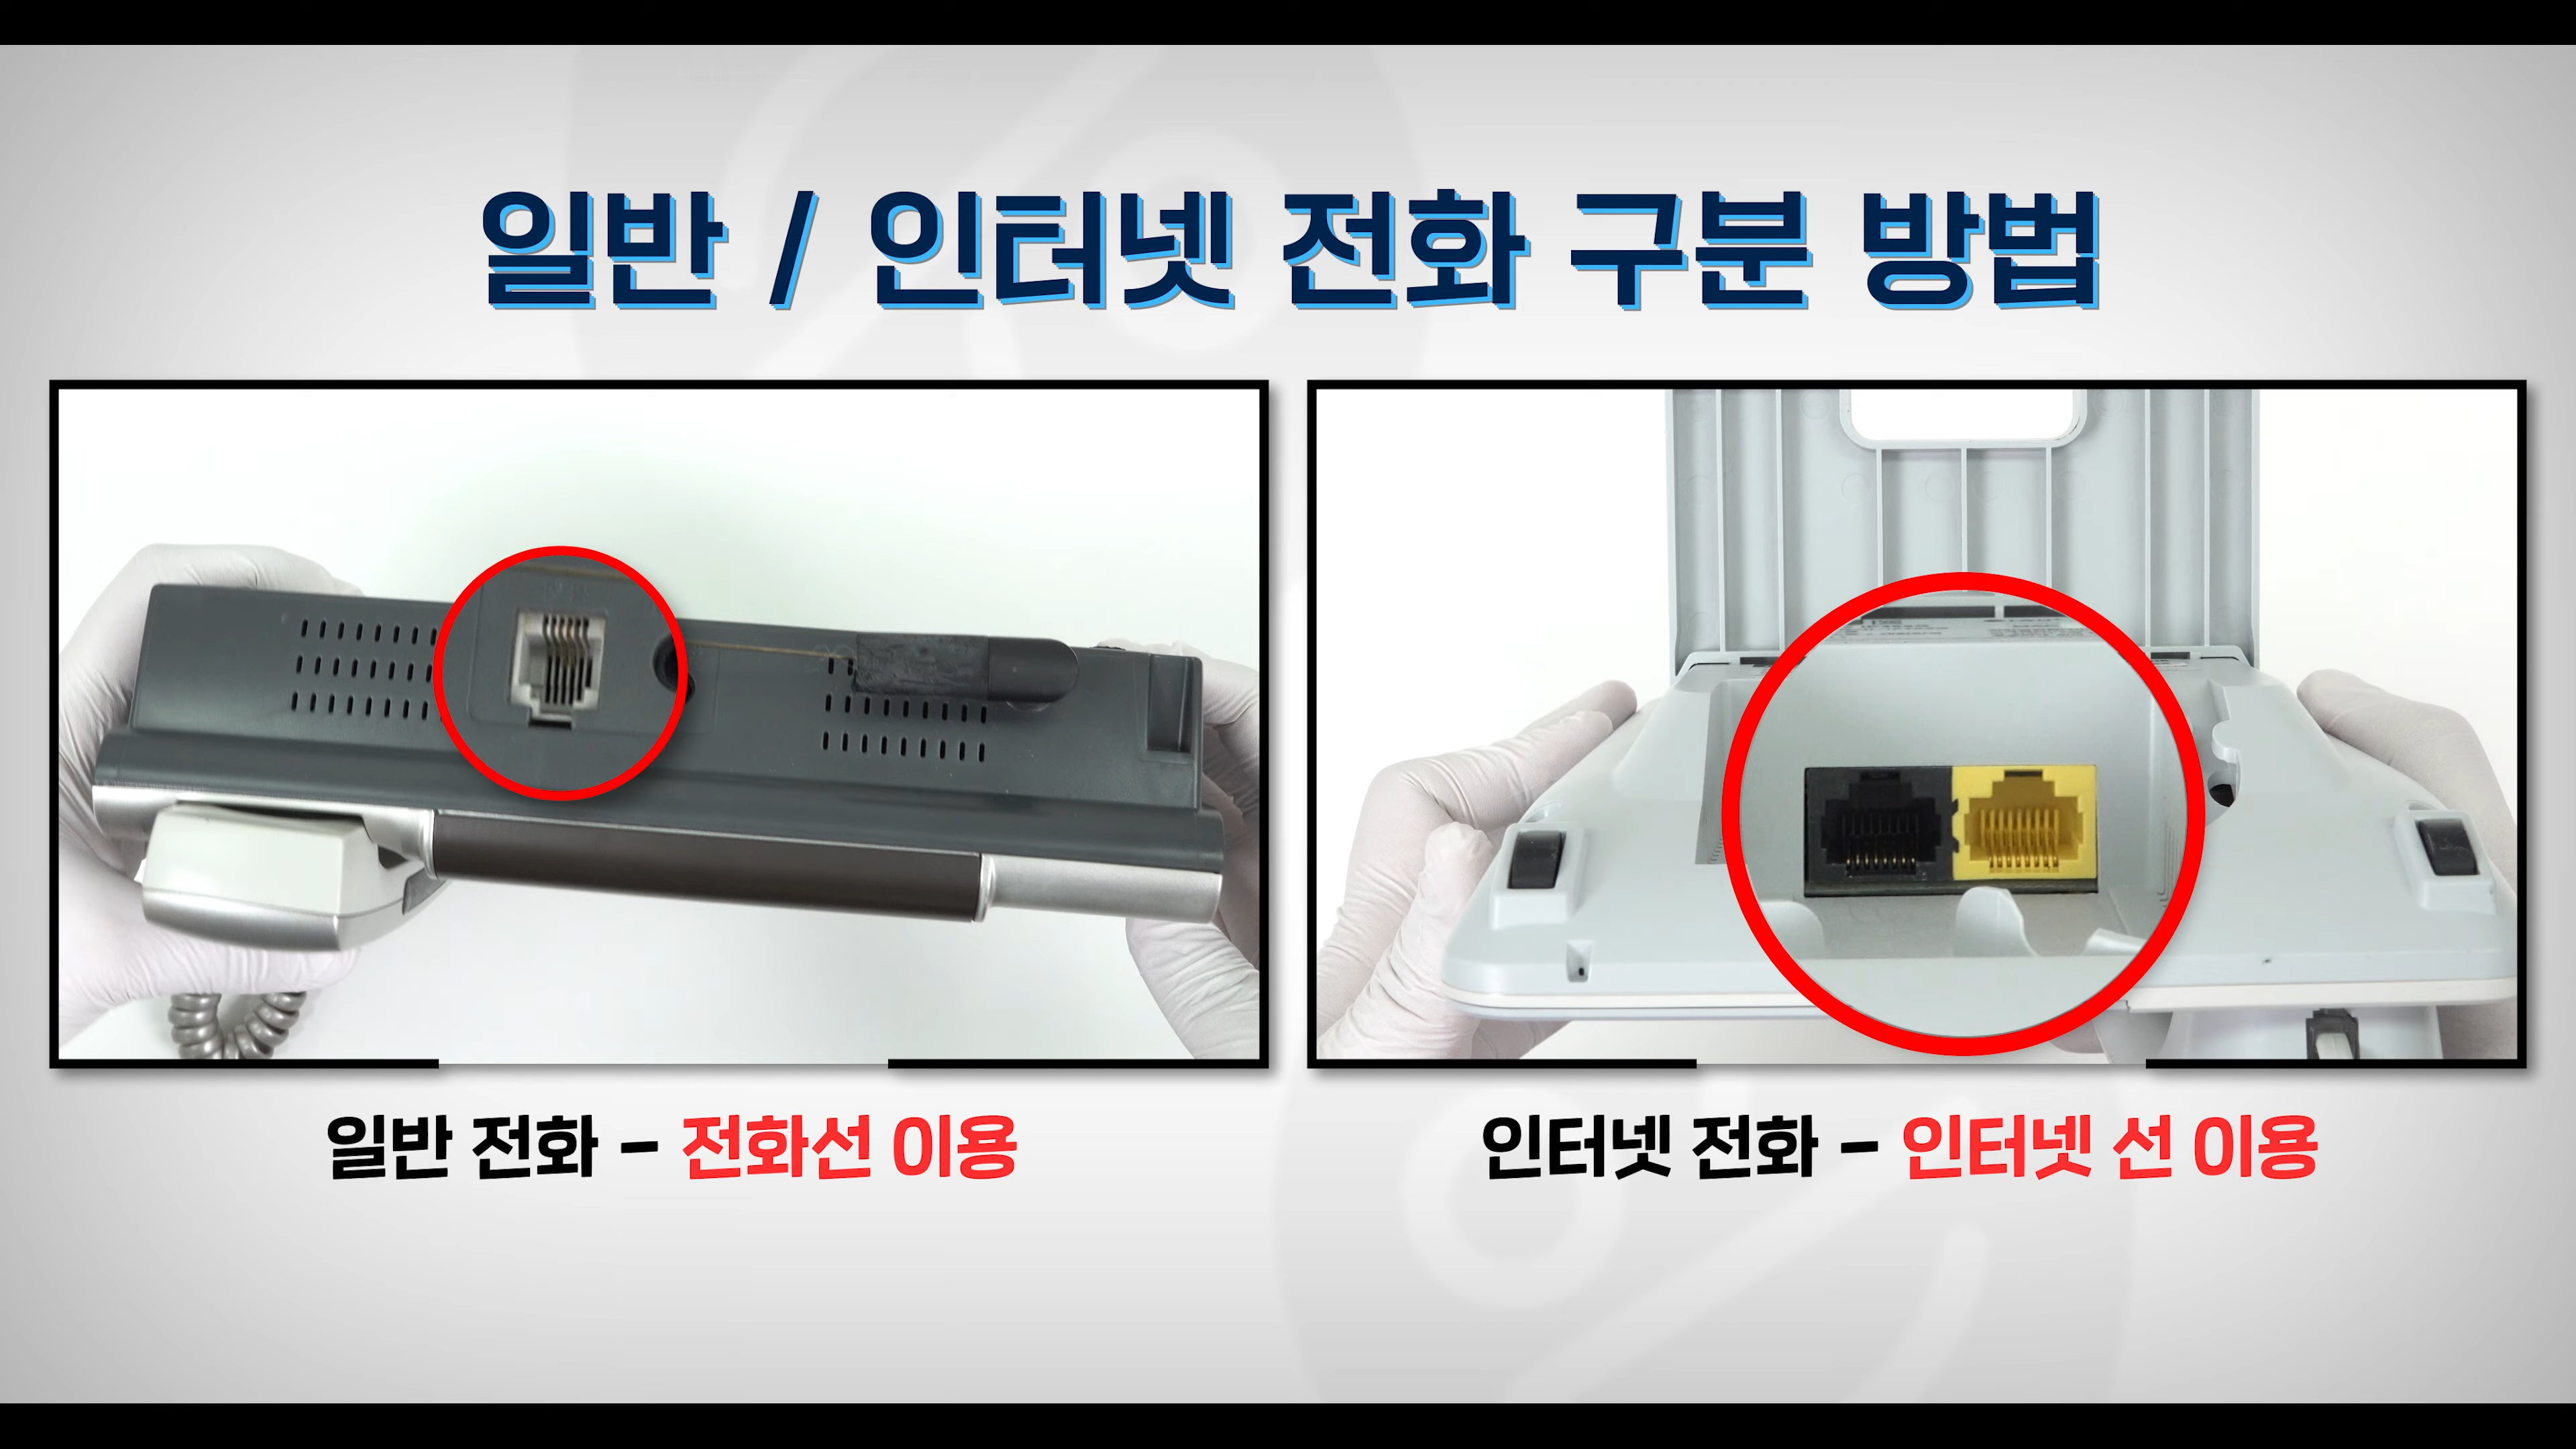 일반 / 인터넷 전화 구분 방법
일반 전화 – 전화선 이용
인터넷 전화 – 인터넷 선 이용